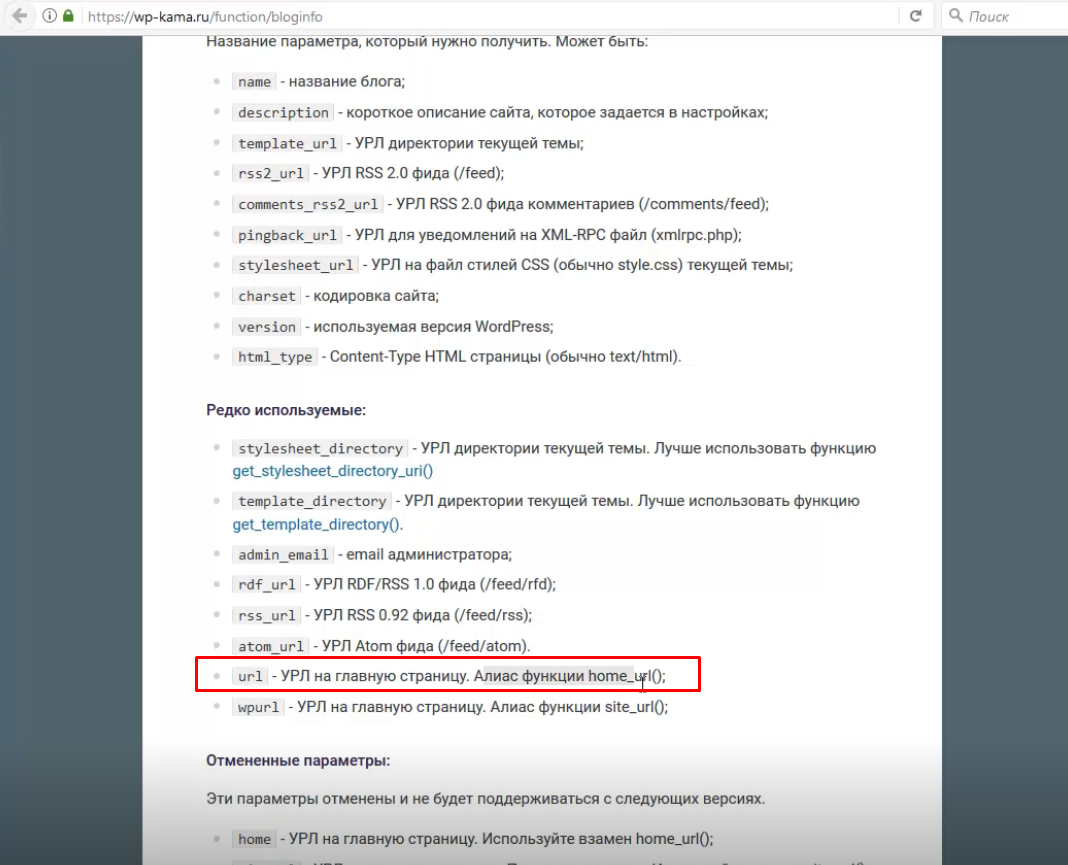 https://wp-kama.ru/function/bloginfo
Поиск
Название параметра, который нужно получить. Может быть:
name - название блога;
description - короткое описание сайта, которое задается в настройках;
template_url - УРЛ директории текущей темы;
rss2_url - УРЛ RSS 2.0 фида (/feed);
comments_rss2_url - УРЛ RSS 2.0 фида комментариев (/comments/feed);
pingback_url - УРЛ для уведомлений на XML-RPC файл (xmlrpc.php);
stylesheet_url - УРЛ на файл стилей CSS (обычно style.css) текущей темы;
charset - кодировка сайта;
version - используемая версия WordPress;
html_type - Content-Type HTML страницы (обычно text/html).
Редко используемые:
stylesheet_directory - УРЛ директории текущей темы. Лучше использовать функцию
get_stylesheet_directory_uri()
template_directory - УРЛ директории текущей темы. Лучше использовать функцию
get_template_directory().
admin_email - email администратора;
rdf_url - УРЛ RDF/RSS 1.0 фида (/feed/rfd);
rss_url - УРЛ RSS 0.92 фида (/feed/rss);
atom_url - УРЛ Atom фида (/feed/atom).
url - УРЛ на главную страницу. Алиас функции home_url();
wpurl - УРЛ на главную страницу. Алиас функции site_url();
Отмененные параметры:
Эти параметры отменены и не будет поддерживаться с следующих версиях.
home - УРЛ на главную страницу. Используйте взамен home_url();